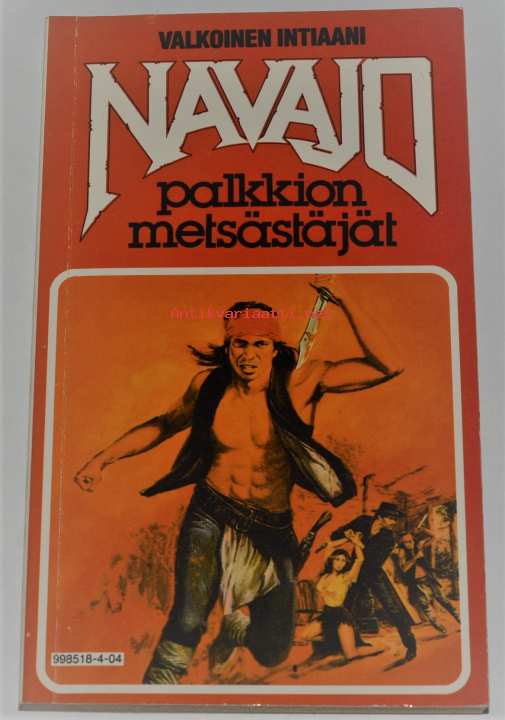 VALKOINEN INTIAANI
NAVAJO
palkkion
metsästäjät
Antikvariaatti.net
998518-4-04